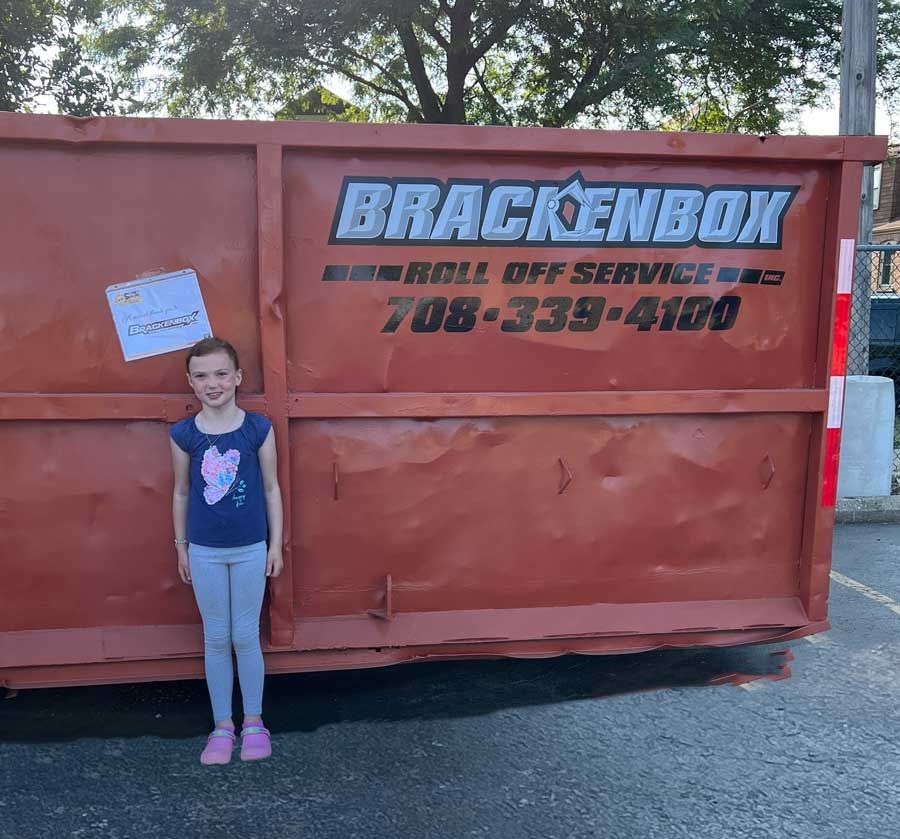 BRACKENBOX
ROLL OFF SERVICE INC.
708-339-4100
BRACKENBOX